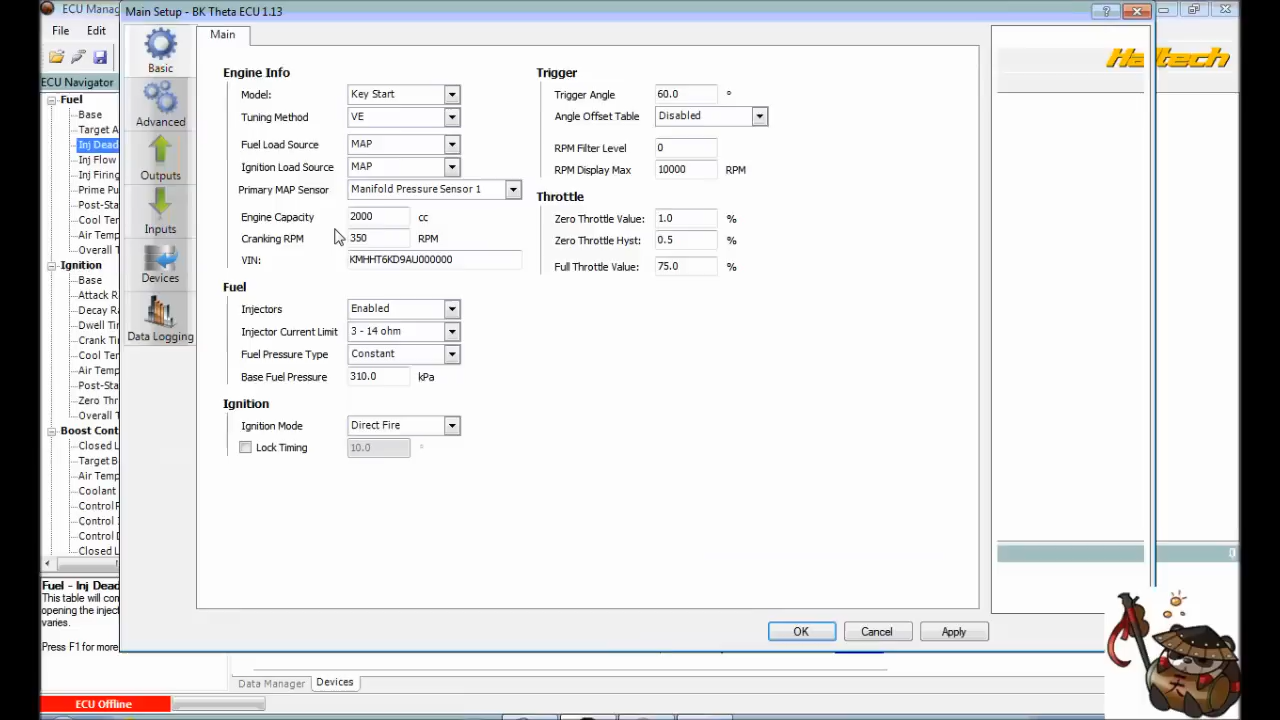 ECU Mana
Main Setup - BK Theta ECU 1.13
File
Edit
Haltech
ECU Navigator
Fuel
Base
Target A
Inj Dead
Inj Flow
Inj Firing
Prime Pu
Post-Sta
Cool Ten
Air Temp
Overall T
Ignition
Base
Attack R
Decay Ra
Dwell Tin
Crank Tin
Cool Ten
Air Temp
Post-Sta
Zero Thr
Overall T
Boost Cont
Closed L
Target B
Air Temp
Coolant
Control F
Control I
Control D
Closed L
Fuel - Inj Dead
This table will con
opening the inject
varies.
Press F1 for more
Basic
Advanced
Outputs
Inputs
Devices
Data Logging
Main
Engine Info
Model: Key Start
Tuning Method VE
Fuel Load Source MAP
Ignition Load Source MAP
Primary MAP Sensor Manifold Pressure Sensor 1
Engine Capacity 2000 cc
Cranking RPM 350 RPM
VIN: KMHHT6KD9AU000000
Fuel
Injectors Enabled
Injector Current Limit 3 - 14 ohm
Fuel Pressure Type Constant
Base Fuel Pressure 310.0 kPa
Ignition
Ignition Mode Direct Fire
Lock Timing 10.0 °
Trigger
Trigger Angle 60.0 °
Angle Offset Table Disabled
RPM Filter Level 0
RPM Display Max 10000 RPM
Throttle
Zero Throttle Value: 1.0 %
Zero Throttle Hyst: 0.5 %
Full Throttle Value: 75.0 %
OK
Cancel
Apply
Data Manager
Devices
ECU Offline
天